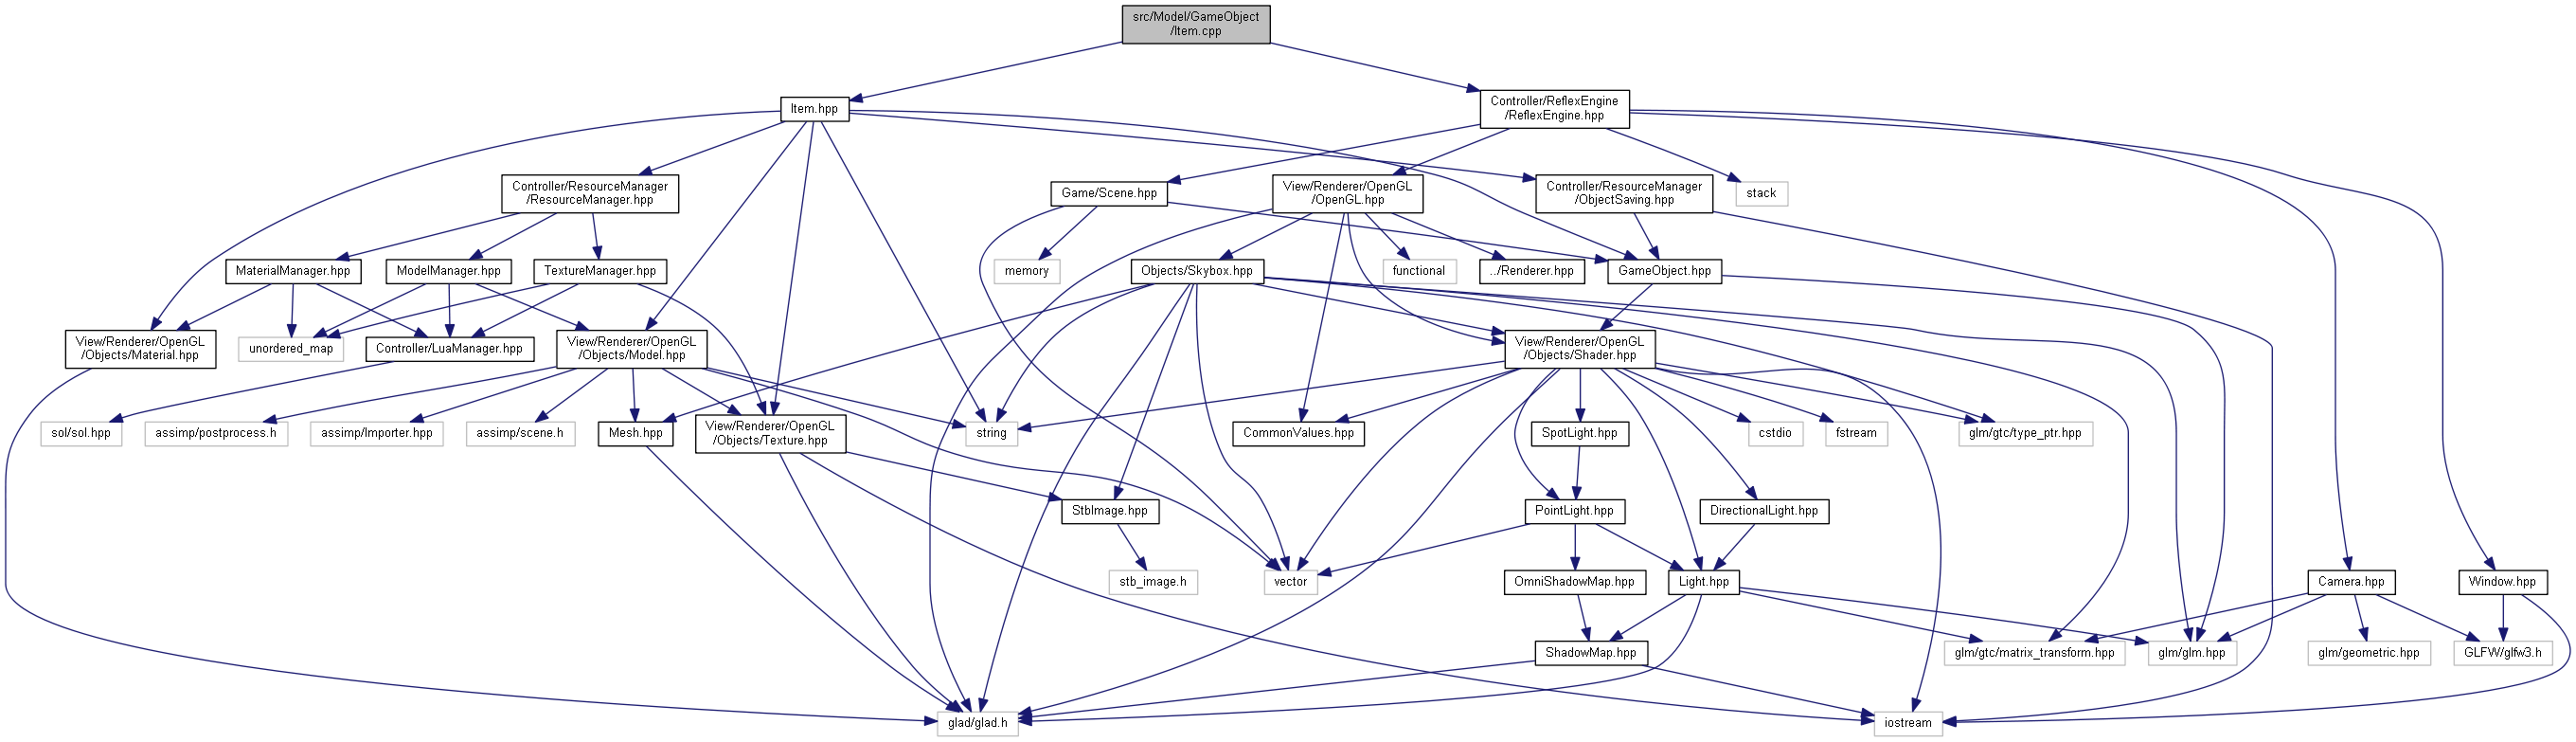 src/Model/GameObject
/Item.cpp
Item.hpp
Controller/ReflexEngine
/ReflexEngine.hpp
Controller/ResourceManager
/ResourceManager.hpp
Game/Scene.hpp
View/Renderer/OpenGL
/OpenGL.hpp
Controller/ResourceManager
/ObjectSaving.hpp
stack
MaterialManager.hpp
ModelManager.hpp
TextureManager.hpp
memory
Objects/Skybox.hpp
functional
../Renderer.hpp
GameObject.hpp
View/Renderer/OpenGL
/Objects/Material.hpp
unordered_map
Controller/LuaManager.hpp
View/Renderer/OpenGL
/Objects/Model.hpp
View/Renderer/OpenGL
/Objects/Shader.hpp
sol/sol.hpp
assimp/postprocess.h
assimp/Importer.hpp
assimp/scene.h
Mesh.hpp
View/Renderer/OpenGL
/Objects/Texture.hpp
string
CommonValues.hpp
SpotLight.hpp
cstdio
fstream
glm/gtc/type_ptr.hpp
StbImage.hpp
PointLight.hpp
DirectionalLight.hpp
stb_image.h
vector
OmniShadowMap.hpp
Light.hpp
Camera.hpp
Window.hpp
ShadowMap.hpp
glm/gtc/matrix_transform.hpp
glm/glm.hpp
glm/geometric.hpp
GLFW/glfw3.h
glad/glad.h
iostream